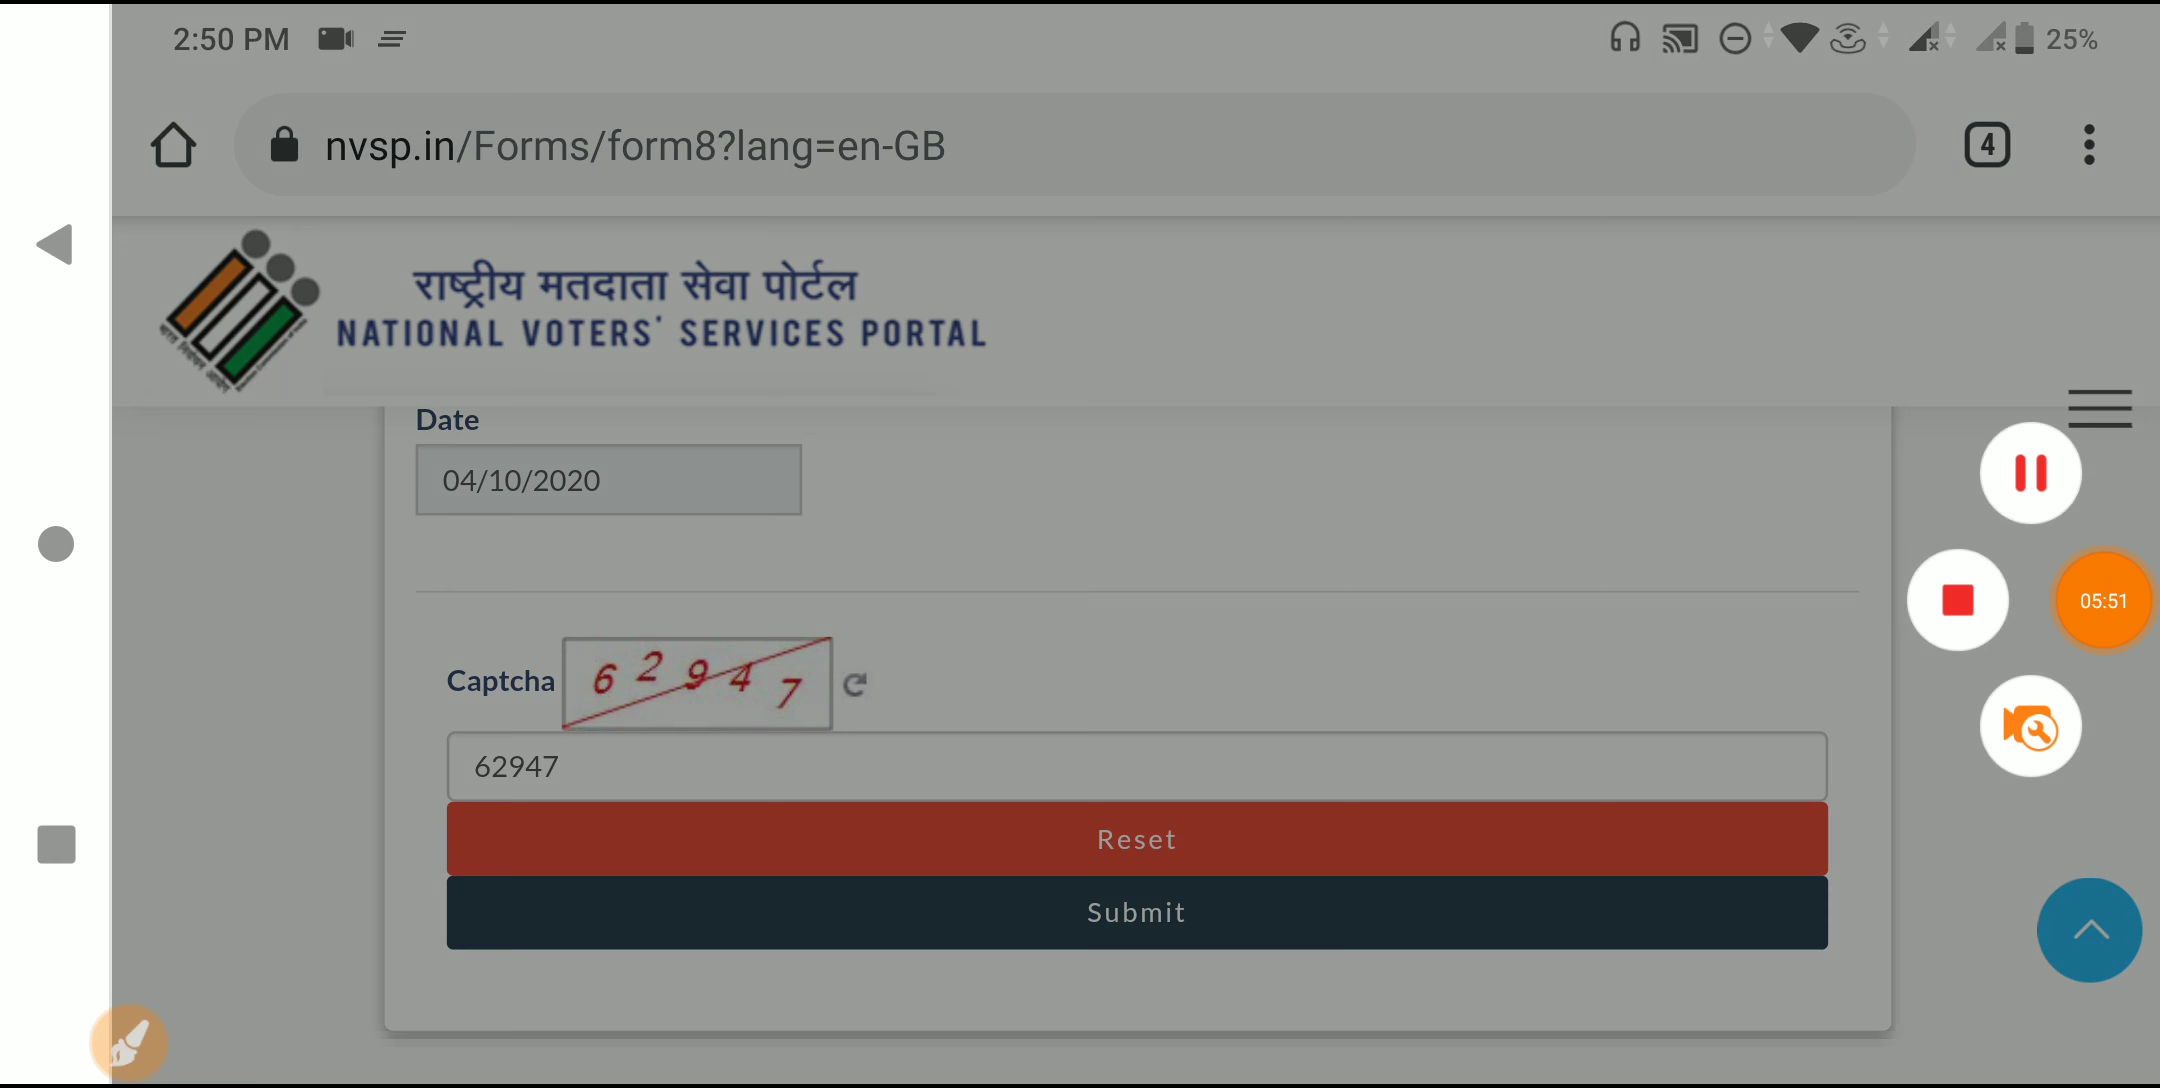 2:50 PM
25%
nvsp.in/Forms/form8?lang=en-GB
4
राष्ट्रीय मतदाता सेवा पोर्टल
NATIONAL VOTERS' SERVICES PORTAL
Date
04/10/2020
05:51
Captcha
6 2 9 4 7
62947
Reset
Submit